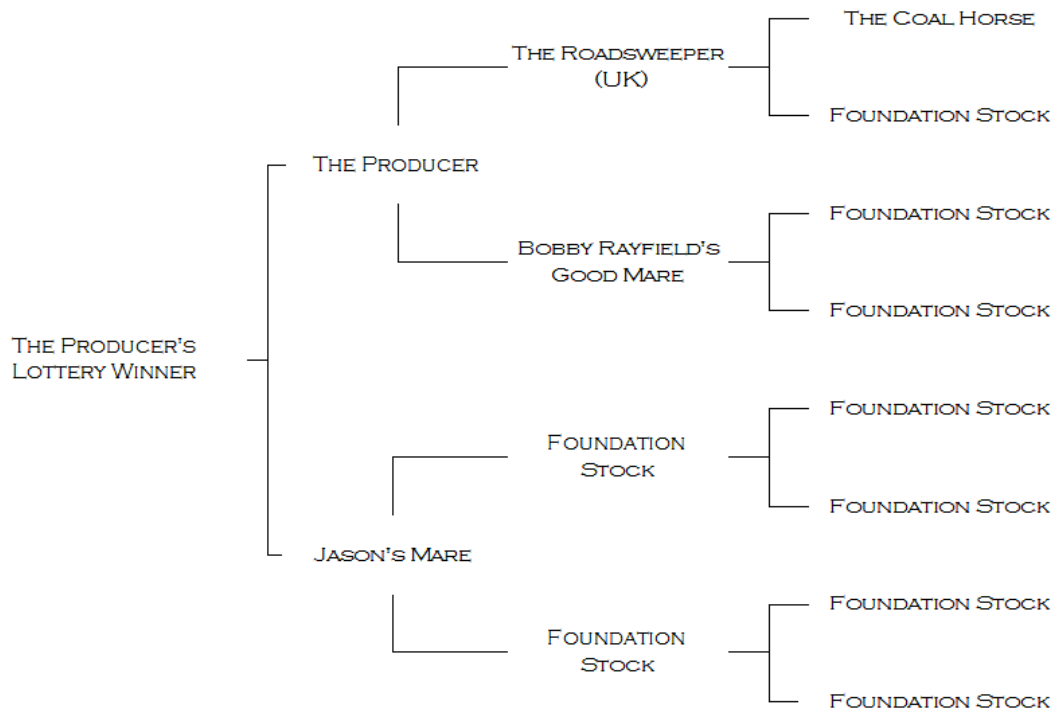 The Coal Horse
The Roadsweeper
(UK)
Foundation Stock
The Producer
Foundation Stock
Bobby Rayfield's
Good Mare
Foundation Stock
The Producer's
Lottery Winner
Foundation Stock
Foundation
Stock
Foundation Stock
Jason's Mare
Foundation Stock
Foundation
Stock
Foundation Stock